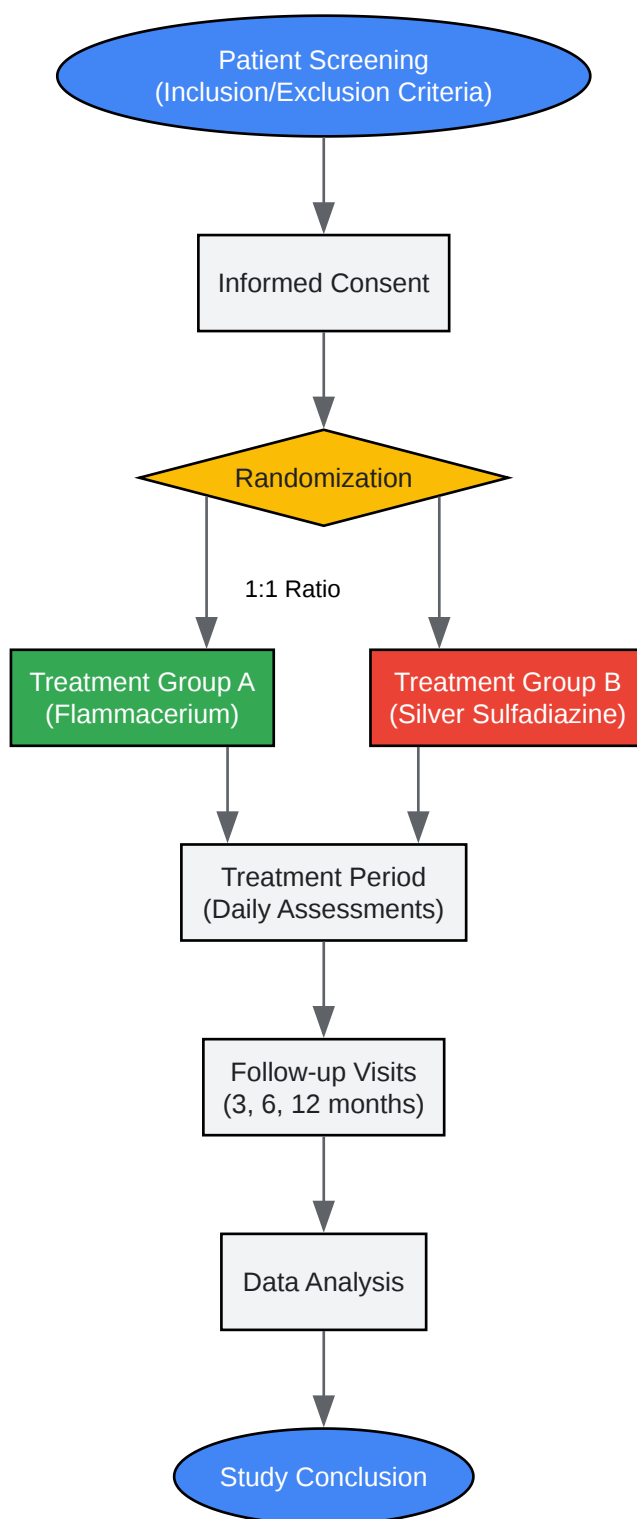 Patient Screening
(Inclusion/Exclusion Criteria)
Informed Consent
Randomization
1:1 Ratio
Treatment Group A
(Flammacerium)
Treatment Group B
(Silver Sulfadiazine)
Treatment Period
(Daily Assessments)
Follow-up Visits
(3, 6, 12 months)
Data Analysis
Study Conclusion